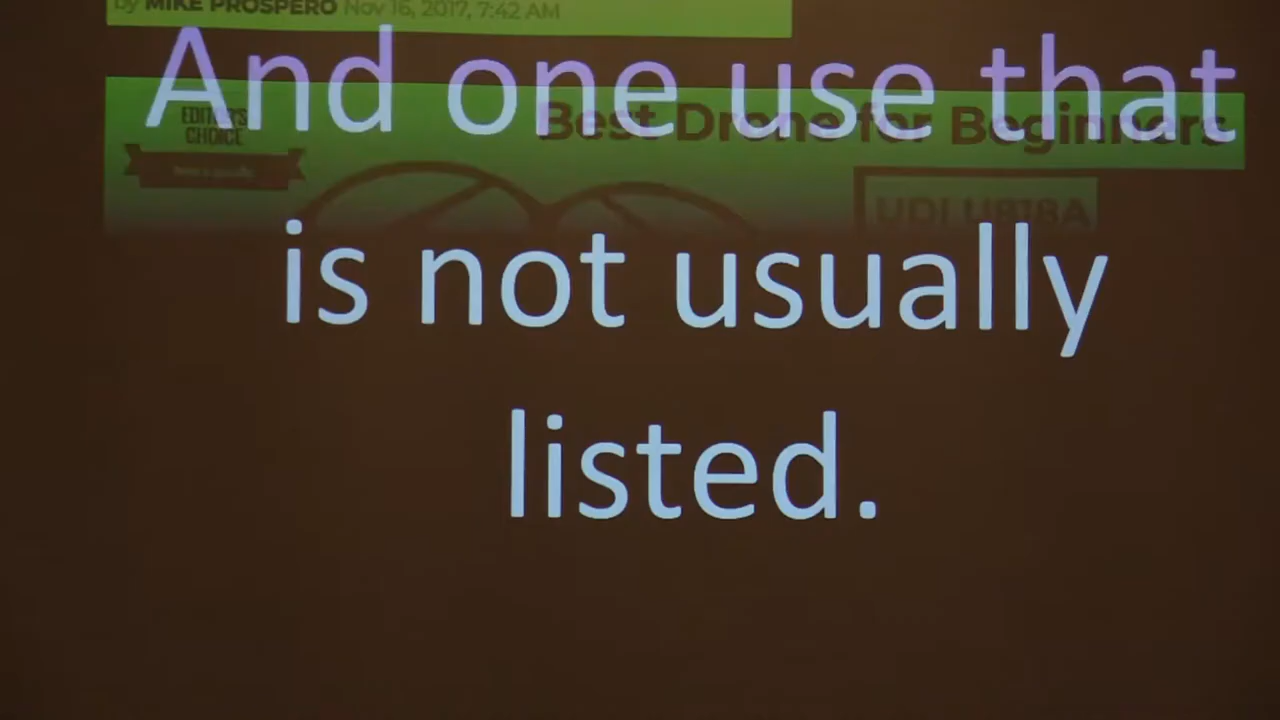 by MIKE PROSPERO Nov 16, 2017, 7:42 AM
And one use that
EDITOR'S
CHOICE
Best Drone for Beginners
UDI U818A
is not usually
listed.